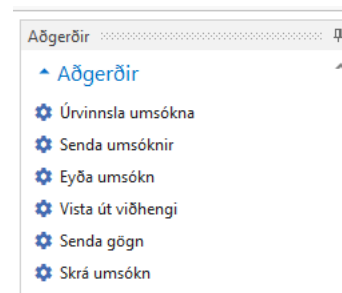 Aðgerðir
Aðgerðir
Úrvinnsla umsókna
Senda umsóknir
Eyða umsókn
Vista út viðhengi
Senda gögn
Skrá umsókn